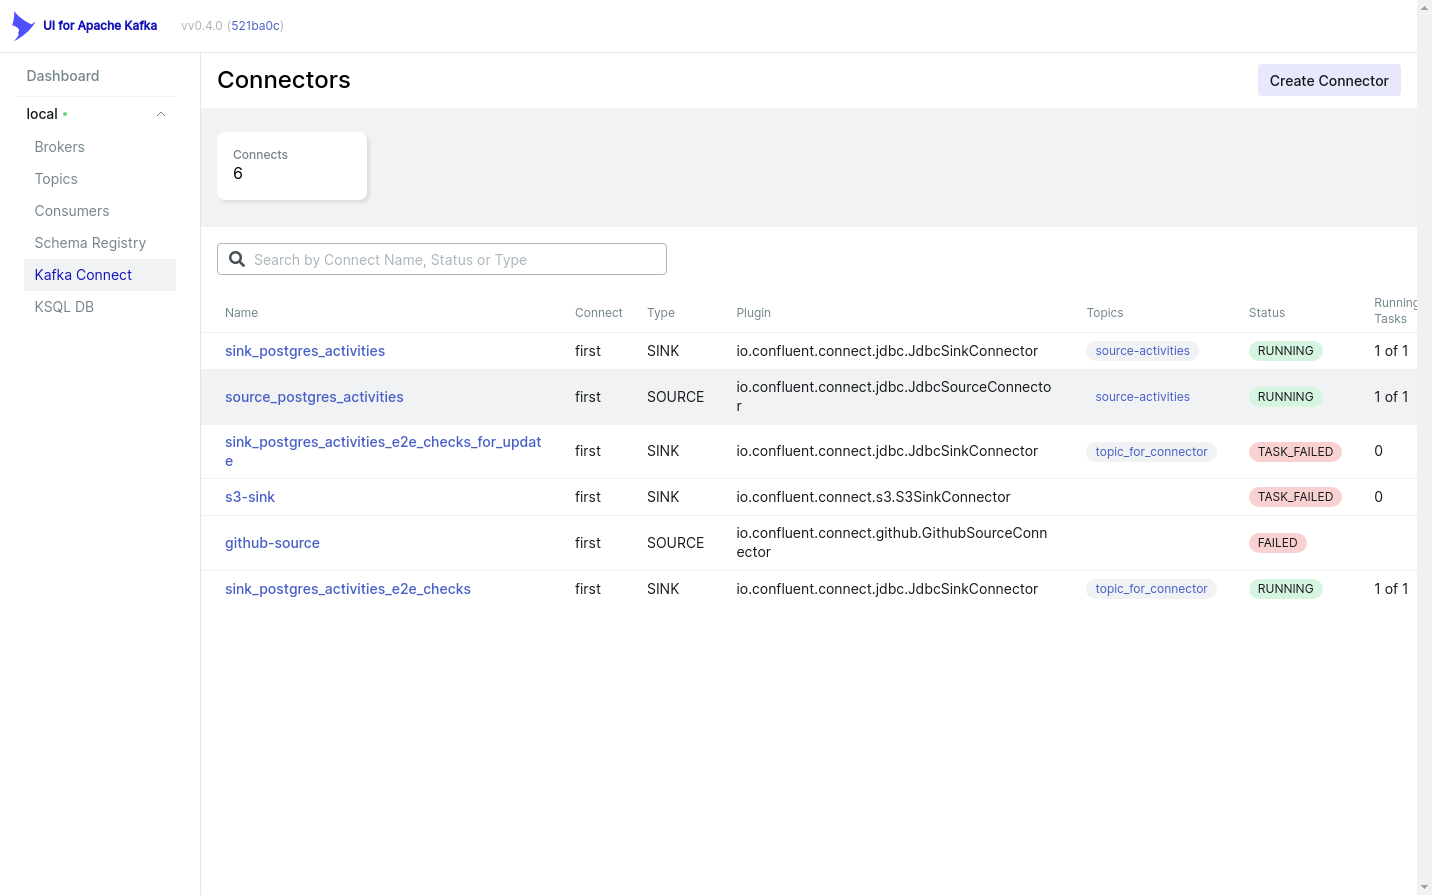 UI for Apache Kafka vv0.4.0 (521ba0c)
Dashboard
local
Brokers
Topics
Consumers
Schema Registry
Kafka Connect
KSQL DB
Connectors
Create Connector
Connects
6
Search by Connect Name, Status or Type
Name Connect Type Plugin Topics Status Running
Tasks
sink_postgres_activities first SINK io.confluent.connect.jdbc.JdbcSinkConnector source-activities RUNNING 1 of 1
source_postgres_activities first SOURCE io.confluent.connect.jdbc.JdbcSourceConnecto
r source-activities RUNNING 1 of 1
sink_postgres_activities_e2e_checks_for_updat
e first SINK io.confluent.connect.jdbc.JdbcSinkConnector topic_for_connector TASK_FAILED 0
s3-sink first SINK io.confluent.connect.s3.S3SinkConnector TASK_FAILED 0
github-source first SOURCE io.confluent.connect.github.GithubSourceConn
ector FAILED
sink_postgres_activities_e2e_checks first SINK io.confluent.connect.jdbc.JdbcSinkConnector topic_for_connector RUNNING 1 of 1